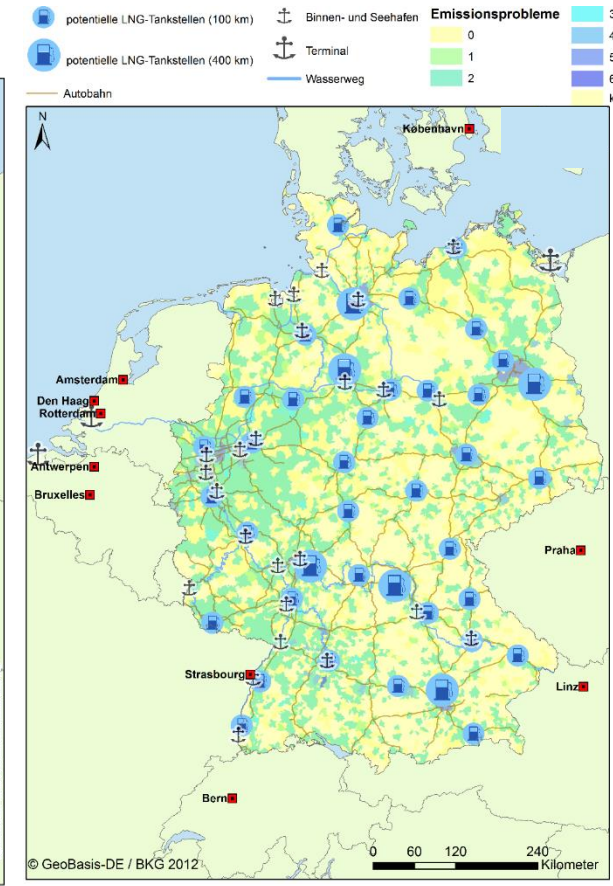 potentielle LNG-Tankstellen (100 km)
potentielle LNG-Tankstellen (400 km)
Autobahn
Binnen- und Seehafen
Terminal
Wasserweg
Emissionsprobleme
0
1
2
3
4
5
6
N
København
Amsterdam
Den Haag
Rotterdam
Antwerpen
Bruxelles
Praha
Strasbourg
Linz
Bern
© GeoBasis-DE / BKG 2012
0 60 120 240
Kilometer